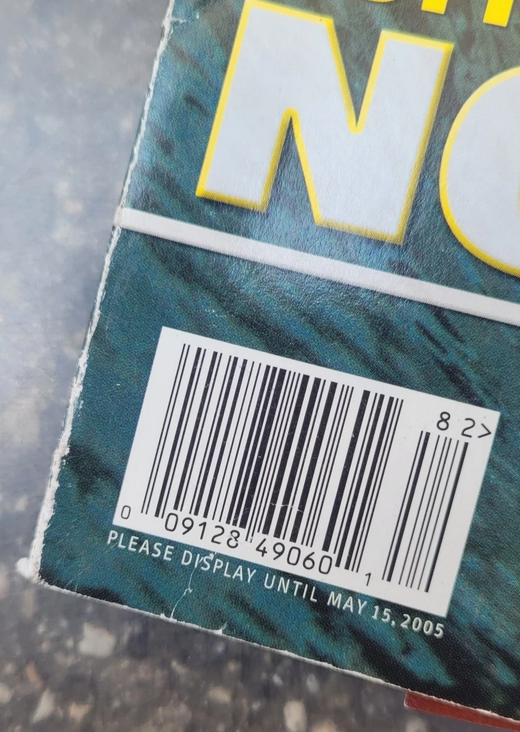 NO
8 2>
0 09128 49060 1
PLEASE DISPLAY UNTIL MAY 15, 2005